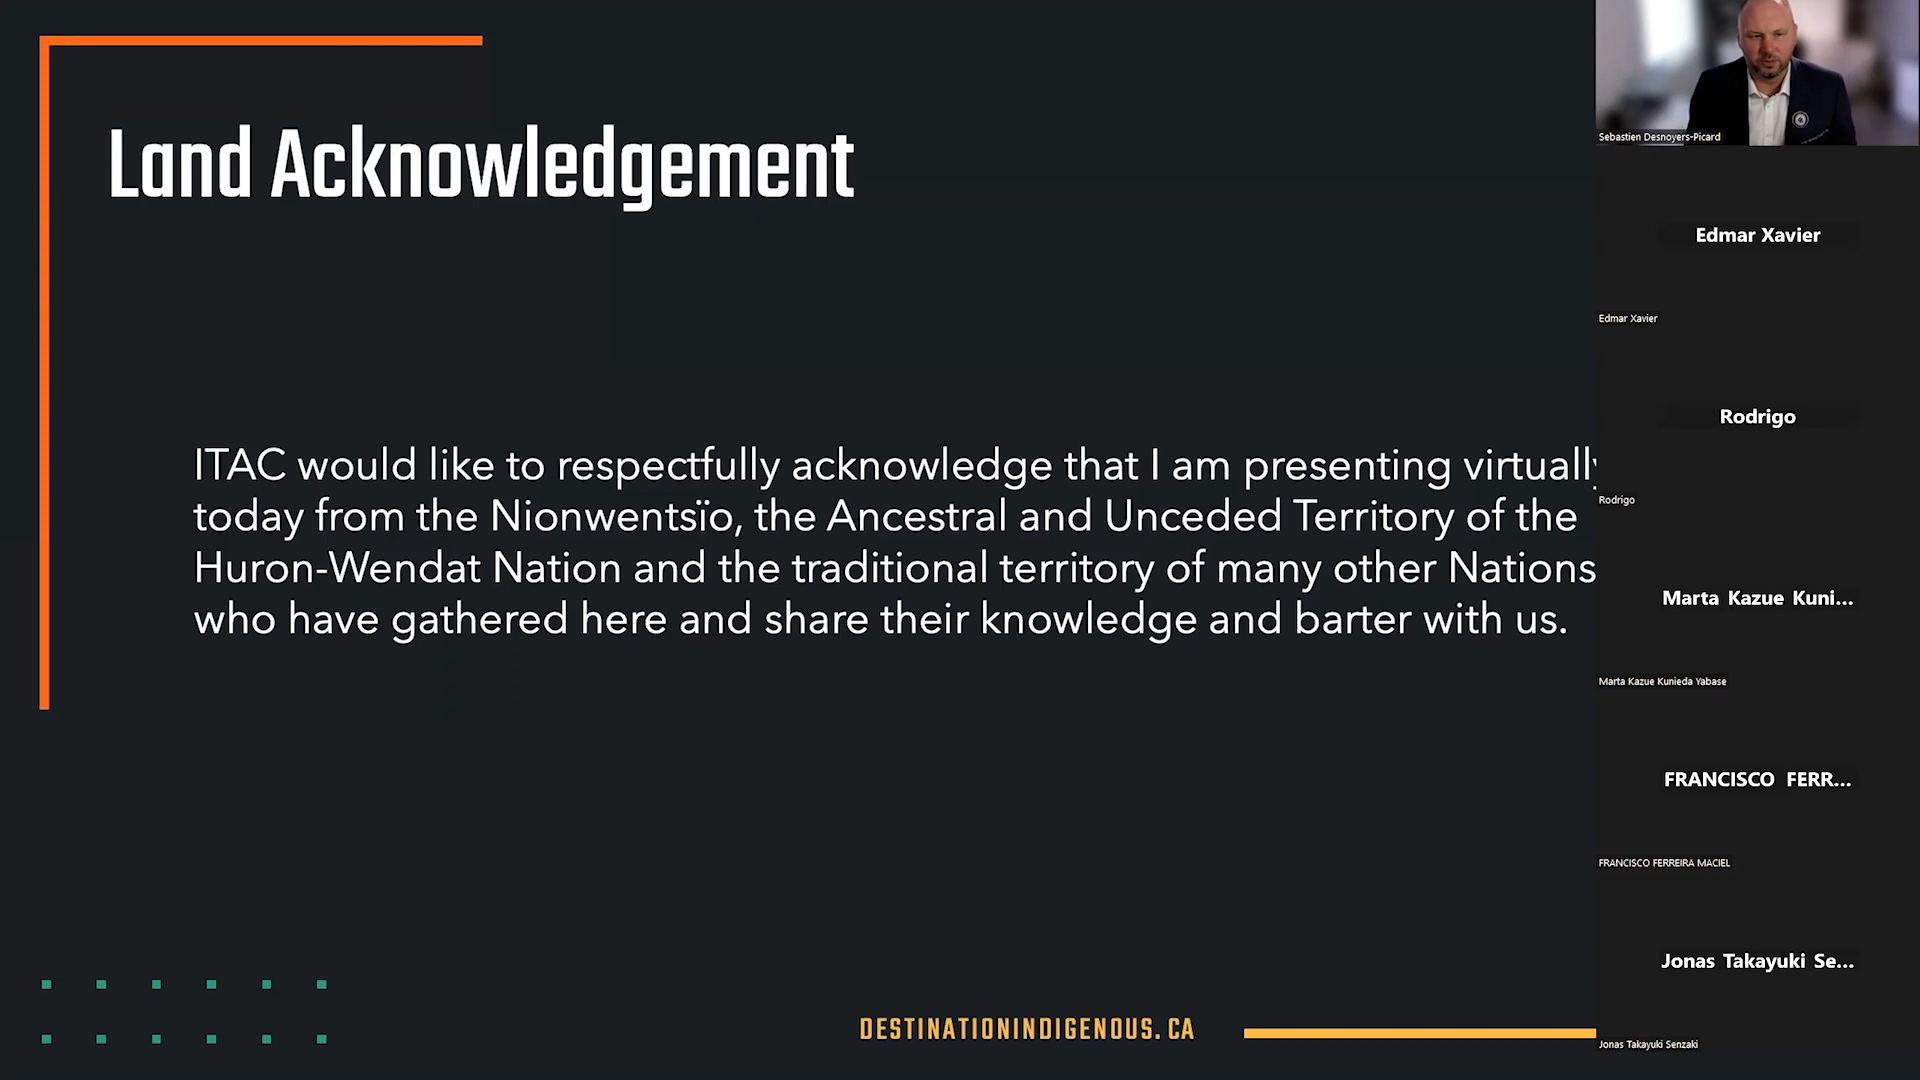 Land Acknowledgement
ITAC would like to respectfully acknowledge that I am presenting virtually
today from the Nionwentsïo, the Ancestral and Unceded Territory of the
Huron-Wendat Nation and the traditional territory of many other Nations
who have gathered here and share their knowledge and barter with us.
DESTINATIONINDIGENOUS.CA
Sebastien Desnoyers-Picard
Edmar Xavier
Edmar Xavier
Rodrigo
Rodrigo
Marta Kazue Kuni...
Marta Kazue Kunieda Yabase
FRANCISCO FERR...
FRANCISCO FERREIRA MACIEL
Jonas Takayuki Se...
Jonas Takayuki Senzaki